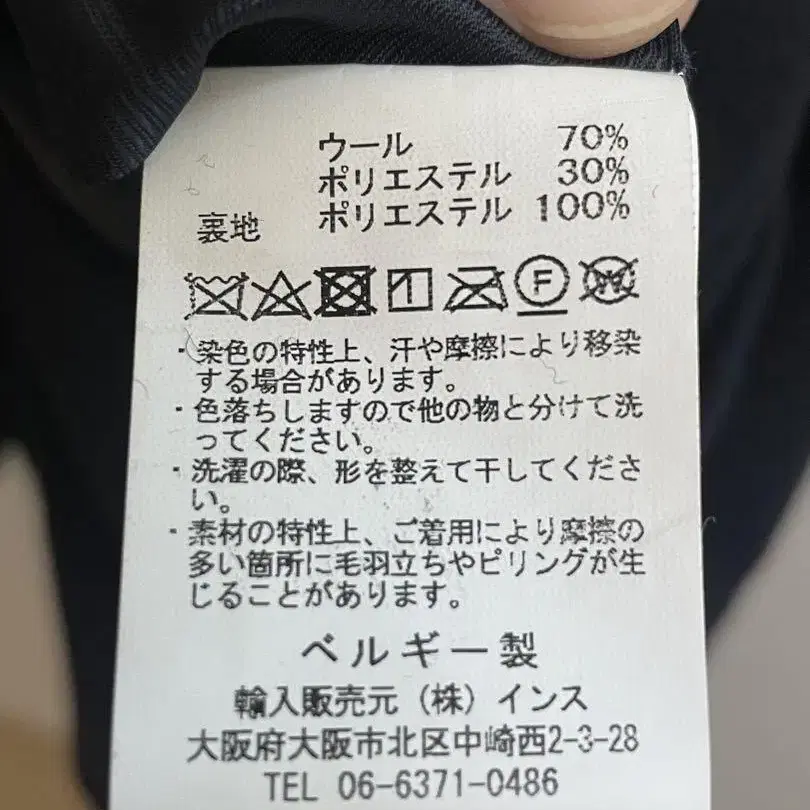 ウール 70%
ポリエステル 30%
裏地 ポリエステル 100%
F W
・染色の特性上、汗や摩擦により移染
する場合があります。
・色落ちしますので他の物と分けて洗
ってください。
・洗濯の際、形を整えて干してくださ
い。
・素材の特性上、ご着用により摩擦の
多い箇所に毛羽立ちやピリングが生
じることがあります。
ベルギー製
輸入販売元（株）インス
大阪府大阪市北区中崎西2-3-28
TEL 06-6371-0486